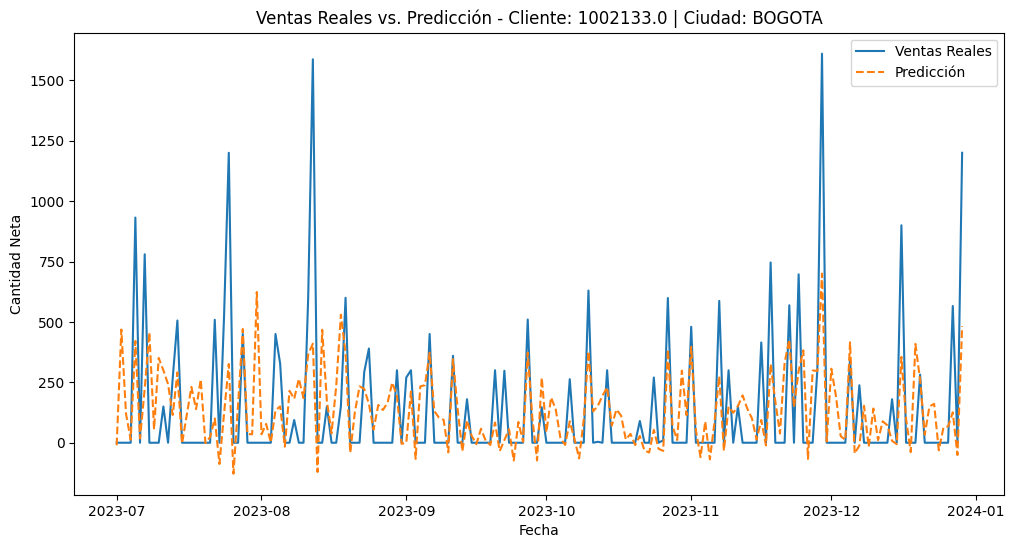 Ventas Reales vs. Predicción - Cliente: 1002133.0 | Ciudad: BOGOTA
Ventas Reales
Predicción
Cantidad Neta
1500
1250
1000
750
500
250
0
2023-07
2023-08
2023-09
2023-10
2023-11
2023-12
2024-01
Fecha